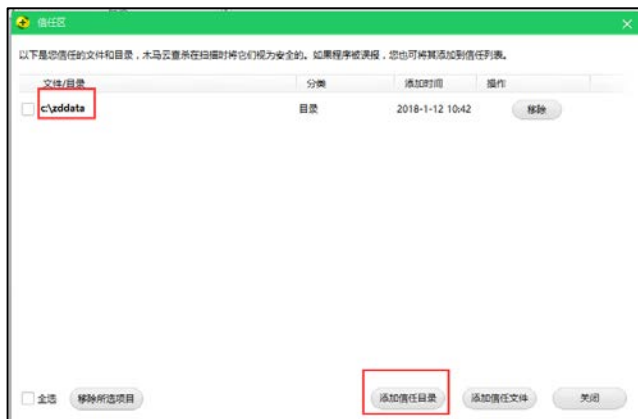 信任区
以下是您信任的文件和目录，木马云查杀在扫描时将它们视为安全的。如果程序被误报，您也可将其添加到信任列表。
文件/目录 分类 添加时间 操作
c:\zddata 目录 2018-1-12 10:42 移除
全选 移除所选项目 添加信任目录 添加信任文件 关闭